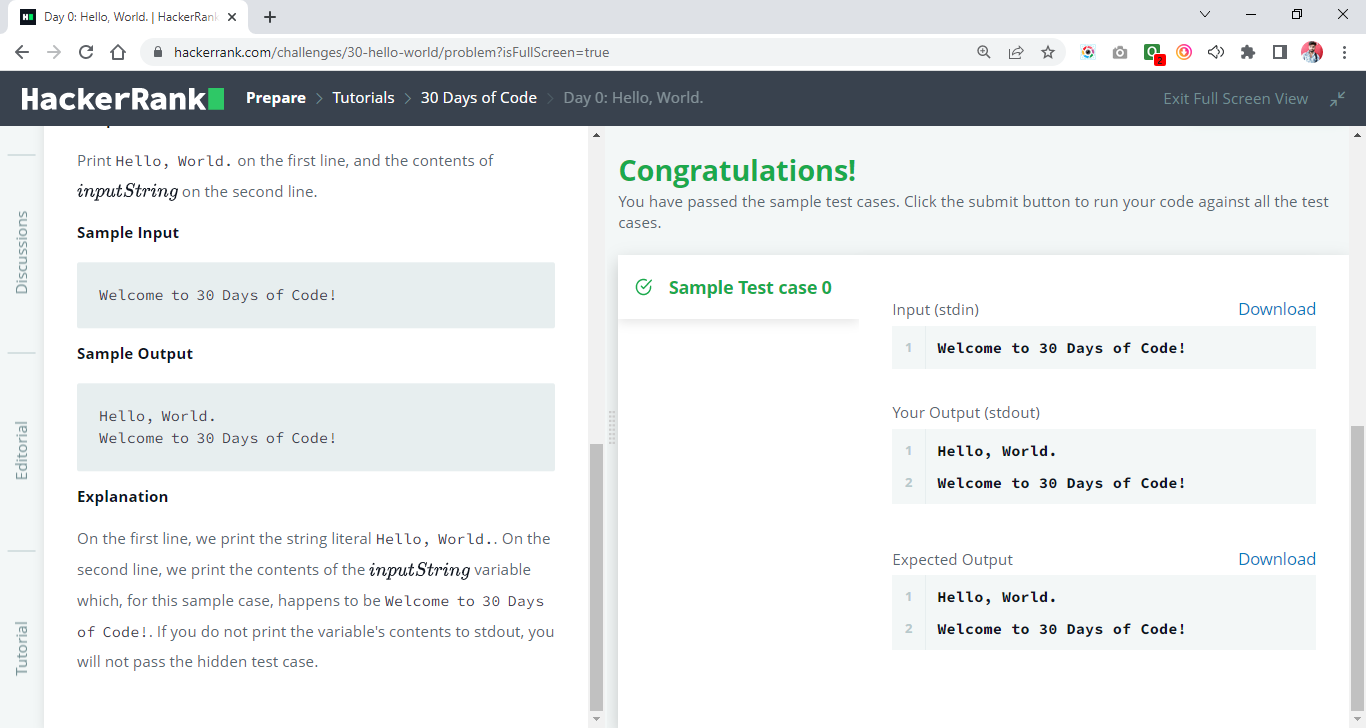 Day 0: Hello, World. | HackerRank
hackerrank.com/challenges/30-hello-world/problem?isFullScreen=true
2
HackerRank
Prepare > Tutorials > 30 Days of Code > Day 0: Hello, World.
Exit Full Screen View
Discussions
Editorial
Tutorial
Print Hello, World. on the first line, and the contents of
inputString on the second line.
Sample Input
Welcome to 30 Days of Code!
Sample Output
Hello, World.
Welcome to 30 Days of Code!
Explanation
On the first line, we print the string literal Hello, World.. On the
second line, we print the contents of the inputString variable
which, for this sample case, happens to be Welcome to 30 Days
of Code!. If you do not print the variable's contents to stdout, you
will not pass the hidden test case.
Congratulations!
You have passed the sample test cases. Click the submit button to run your code against all the test
cases.
Sample Test case 0
Input (stdin)
Download
1 Welcome to 30 Days of Code!
Your Output (stdout)
1 Hello, World.
2 Welcome to 30 Days of Code!
Expected Output
Download
1 Hello, World.
2 Welcome to 30 Days of Code!